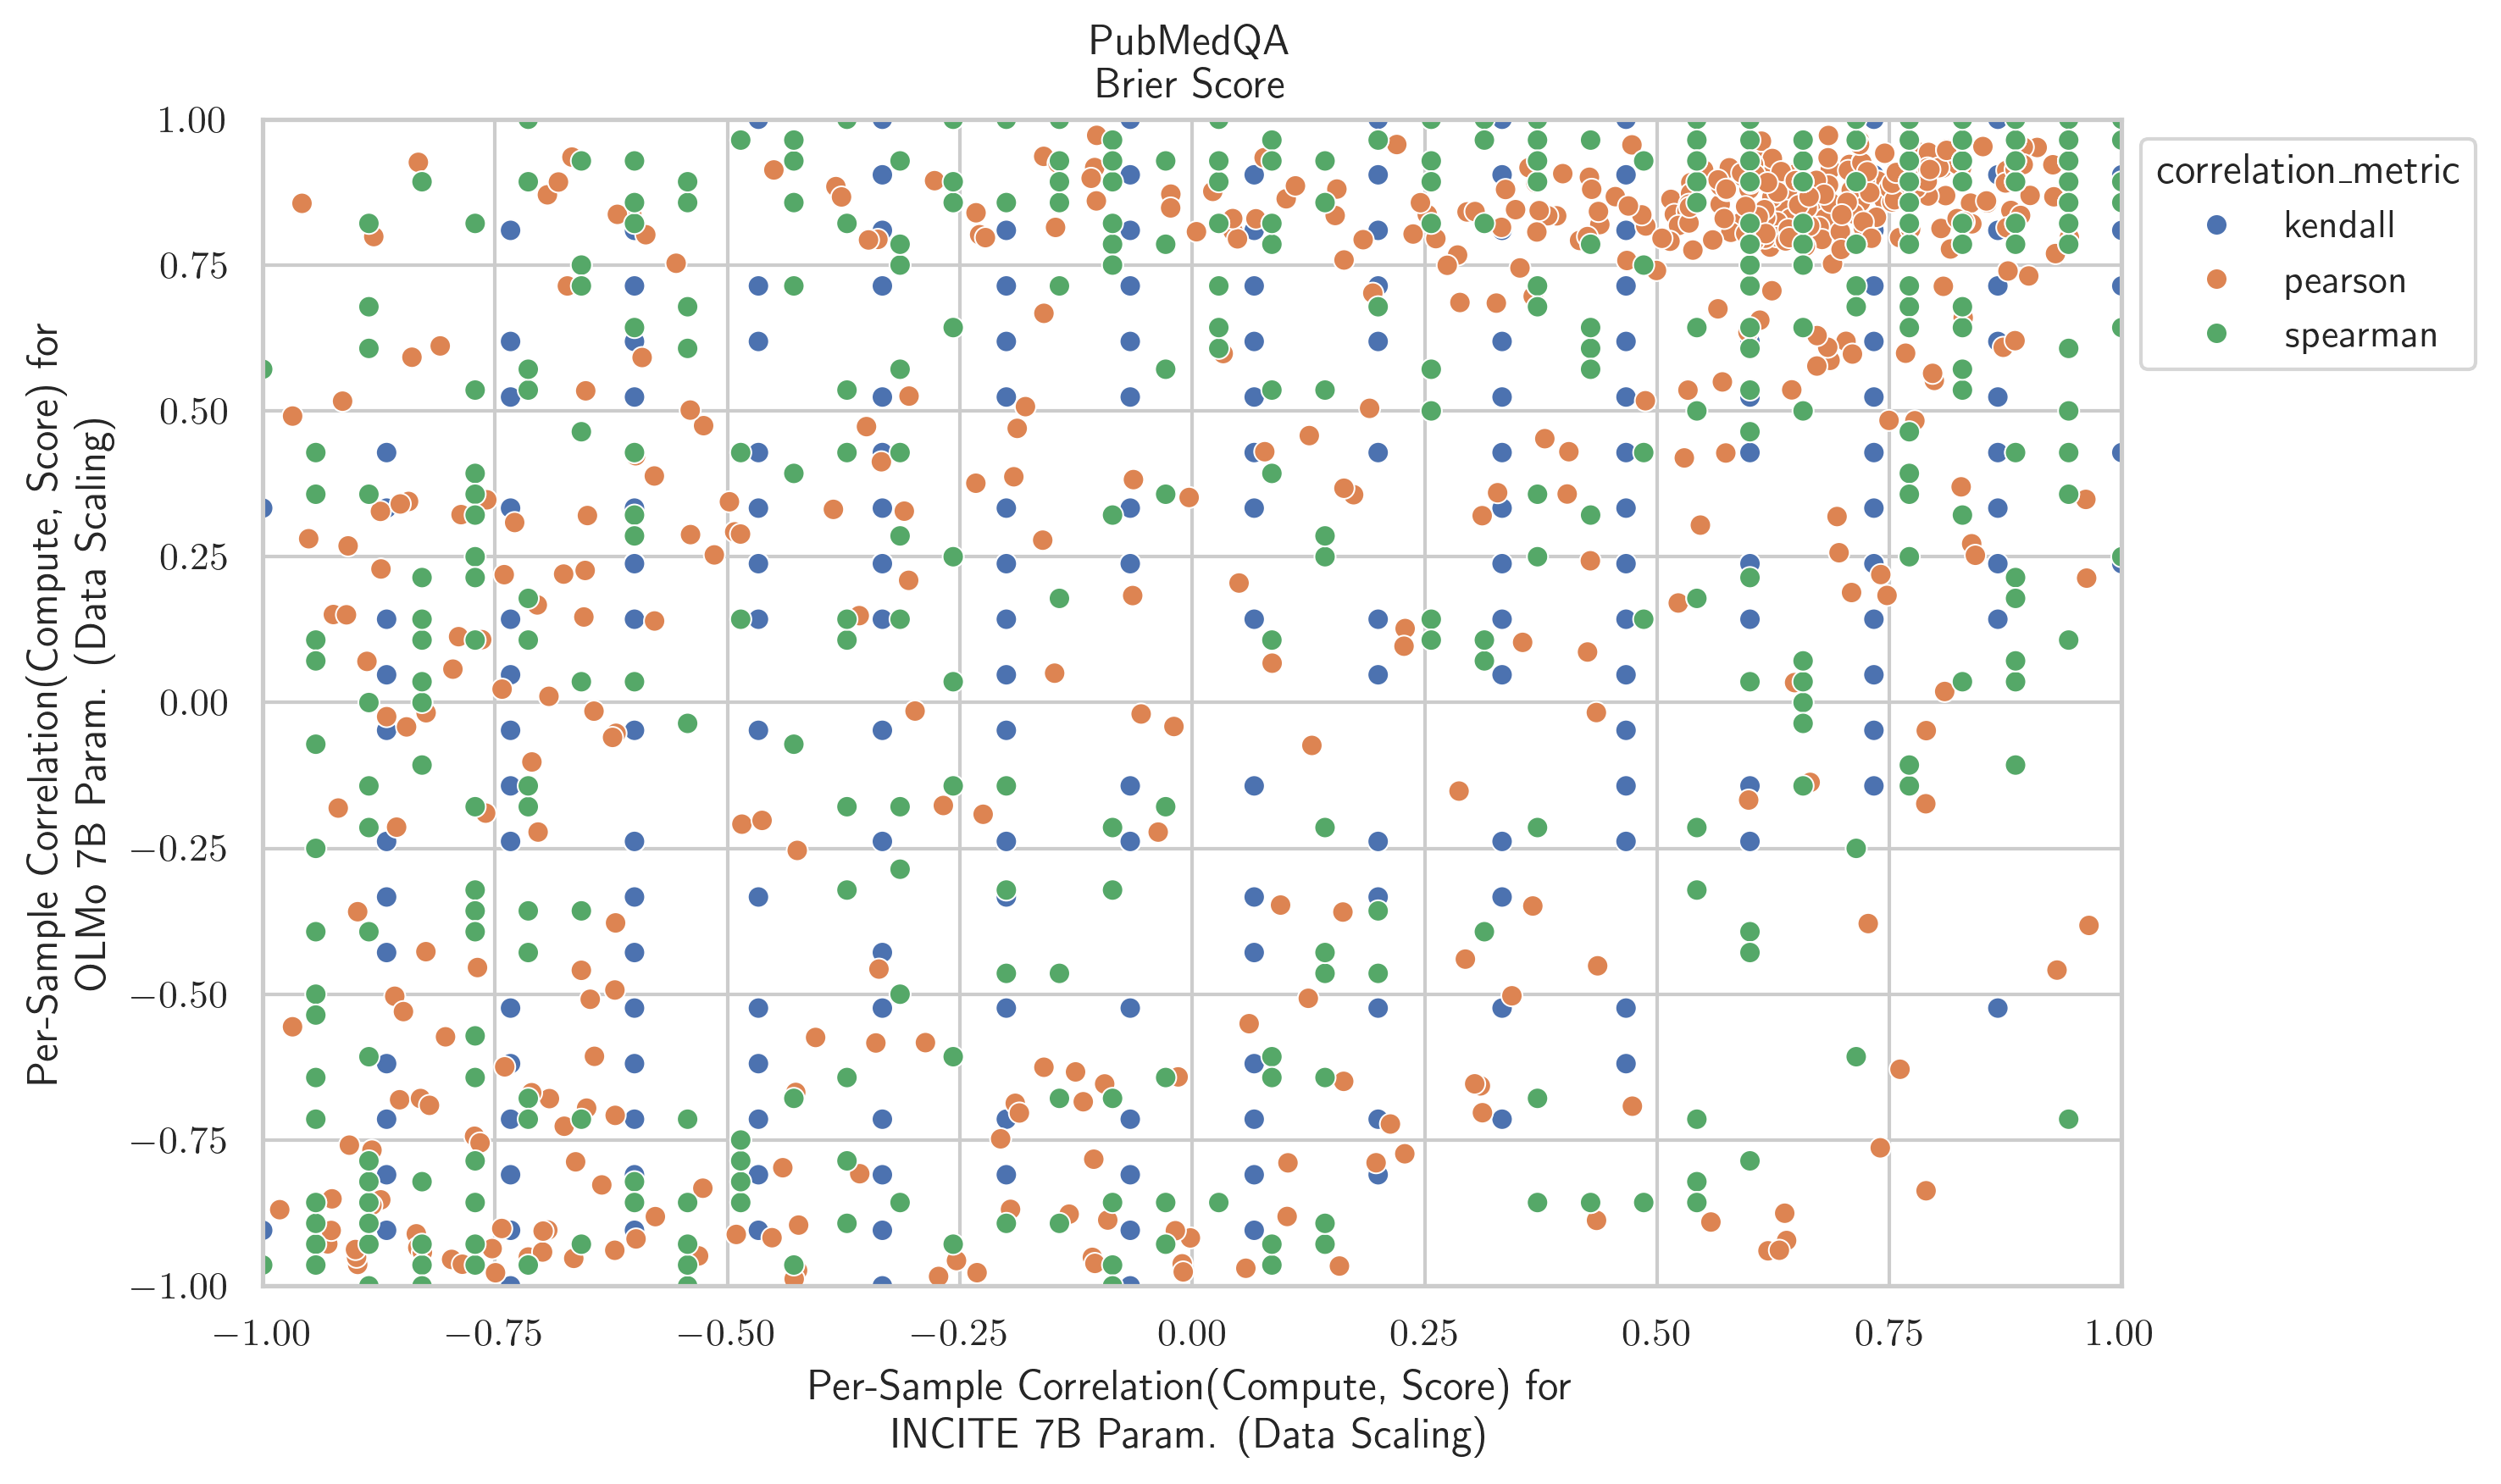 PubMedQA
Brier Score
Per-Sample Correlation(Compute, Score) for
OLMo 7B Param. (Data Scaling)
1.00
0.75
0.50
0.25
0.00
−0.25
−0.50
−0.75
−1.00
−1.00 −0.75 −0.50 −0.25 0.00 0.25 0.50 0.75 1.00
Per-Sample Correlation(Compute, Score) for
INCITE 7B Param. (Data Scaling)
correlation_metric
kendall
pearson
spearman